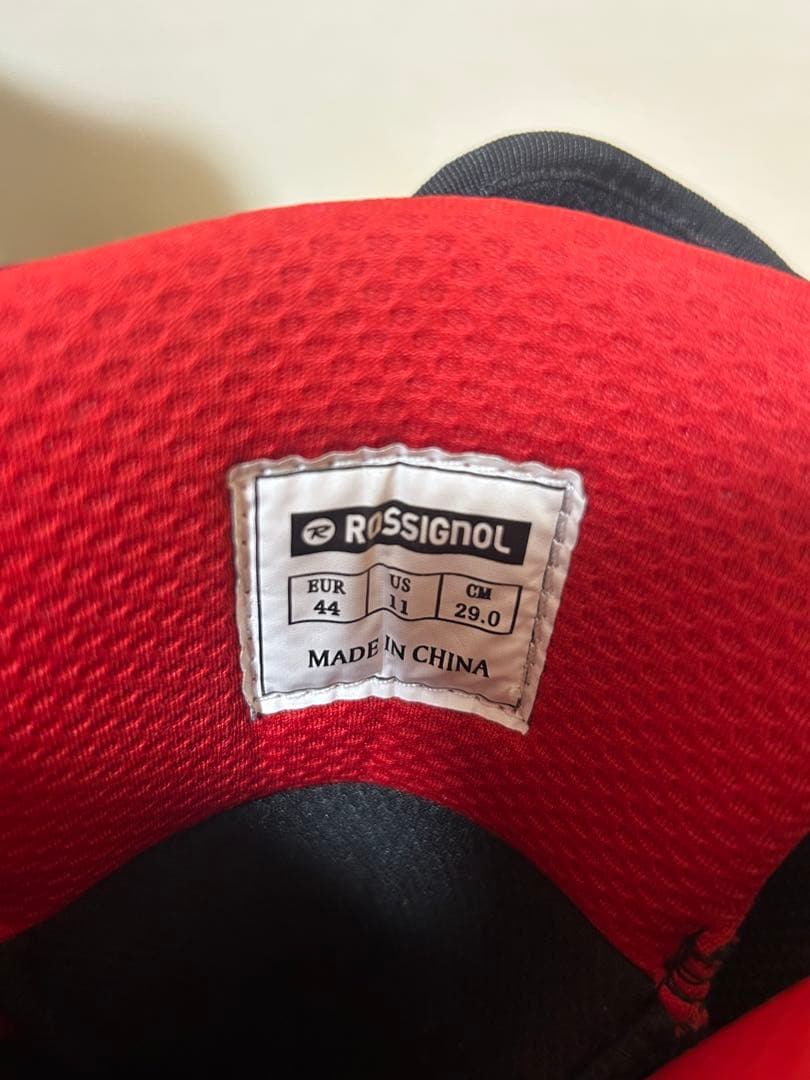 R ROSSIGNOL
EUR US CM
44 11 29.0
MADE IN CHINA